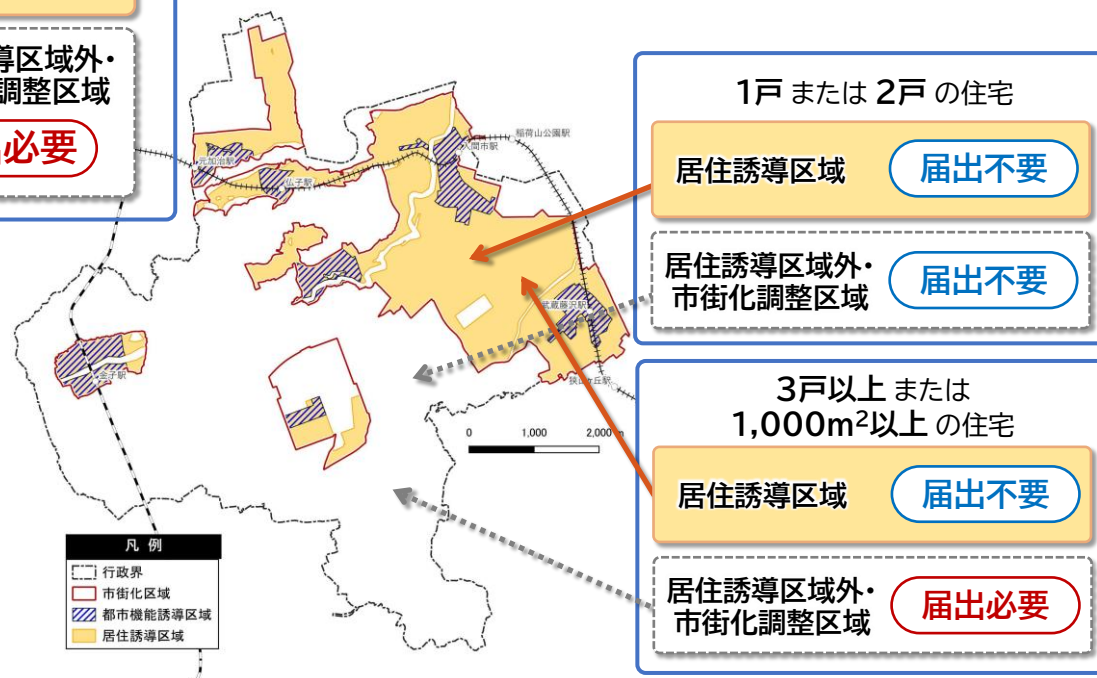 導区域外・
調整区域
必要
1戸 または 2戸 の住宅
居住誘導区域
届出不要
居住誘導区域外・
市街化調整区域
届出不要
3戸以上 または
1,000m²以上 の住宅
居住誘導区域
届出不要
居住誘導区域外・
市街化調整区域
届出必要
稲荷山公園駅
入間市駅
元加治駅
仏子駅
武蔵藤沢駅
狭山ヶ丘駅
金子駅
0 1,000 2,000 m
凡 例
行政界
市街化区域
都市機能誘導区域
居住誘導区域